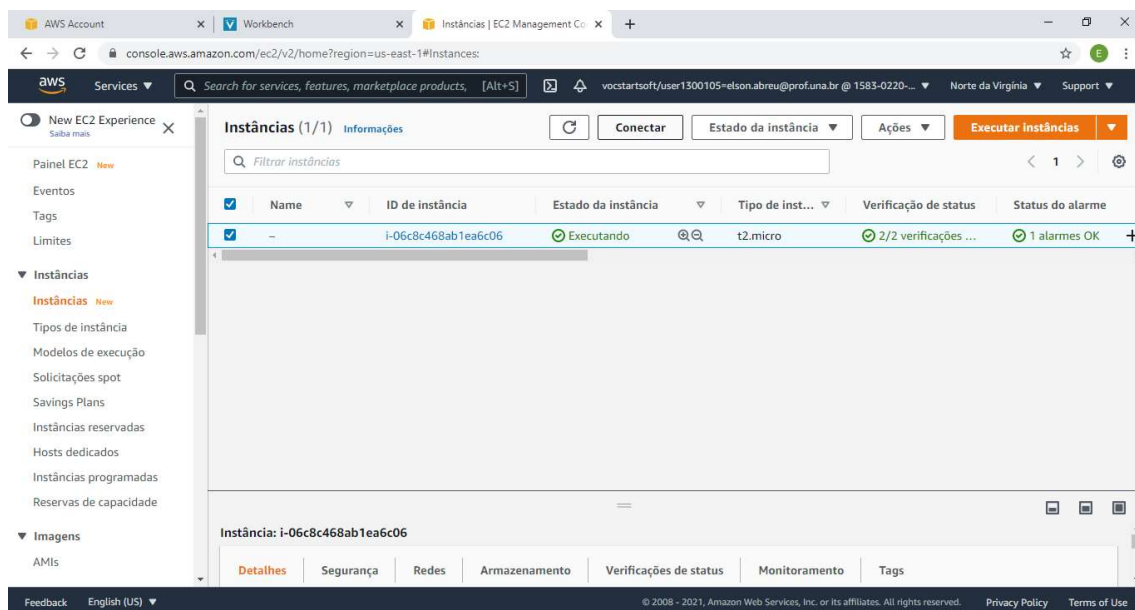 AWS Account
Workbench
Instâncias | EC2 Management Co
console.aws.amazon.com/ec2/v2/home?region=us-east-1#Instances:
E
aws Services Search for services, features, marketplace products, [Alt+S] vocstartsoft/user1300105=elson.abreu@prof.una.br @ 1583-0220-... Norte da Virgínia Support
New EC2 Experience
Saiba mais
Painel EC2 New
Eventos
Tags
Limites
Instâncias
Instâncias New
Tipos de instância
Modelos de execução
Solicitações spot
Savings Plans
Instâncias reservadas
Hosts dedicados
Instâncias programadas
Reservas de capacidade
Imagens
AMIs
Instâncias (1/1) Informações Conectar Estado da instância Ações Executar instâncias
Filtrar instâncias 1
Name ID de instância Estado da instância Tipo de inst... Verificação de status Status do alarme
– i-06c8c468ab1ea6c06 Executando t2.micro 2/2 verificações ... 1 alarmes OK
Instância: i-06c8c468ab1ea6c06
Detalhes Segurança Redes Armazenamento Verificações de status Monitoramento Tags
Feedback English (US) © 2008 - 2021, Amazon Web Services, Inc. or its affiliates. All rights reserved. Privacy Policy Terms of Use